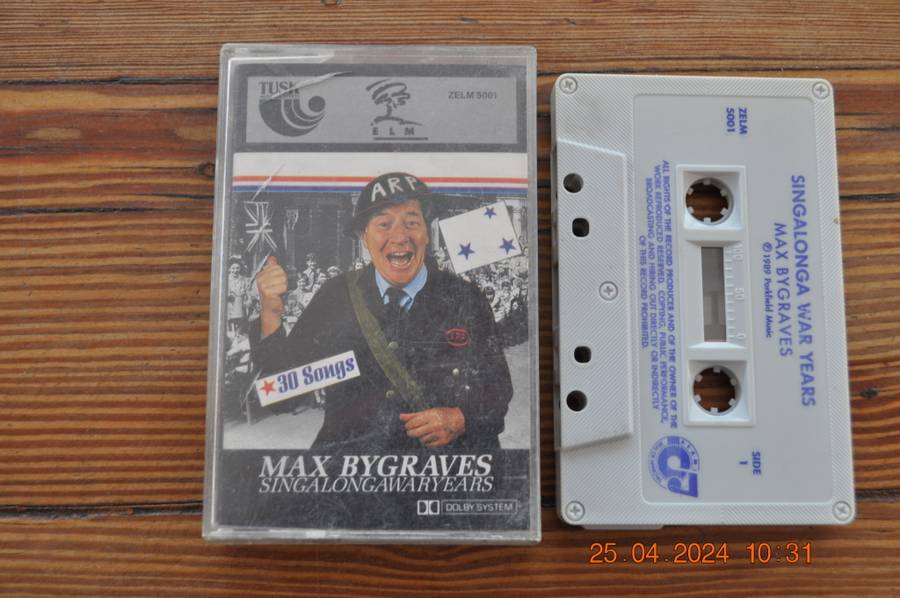 TUSK
ELM
ZELM 5001
ARP
★30 Songs
MAX BYGRAVES
SINGALONGAWARYEARS
DOLBY SYSTEM
ZELM
5001
SINGALONGA WAR YEARS
MAX BYGRAVES
℗1989 Parkfield Music
ALL RIGHTS OF THE RECORD PRODUCER AND OF THE OWNER OF THE
WORK REPRODUCED RESERVED. COPYING, PUBLIC PERFORMANCE,
BROADCASTING AND HIRING OUT DIRECTLY OR INDIRECTLY
OF THIS RECORD PROHIBITED.
100 50 0
SIDE
1
25.04.2024 10:31